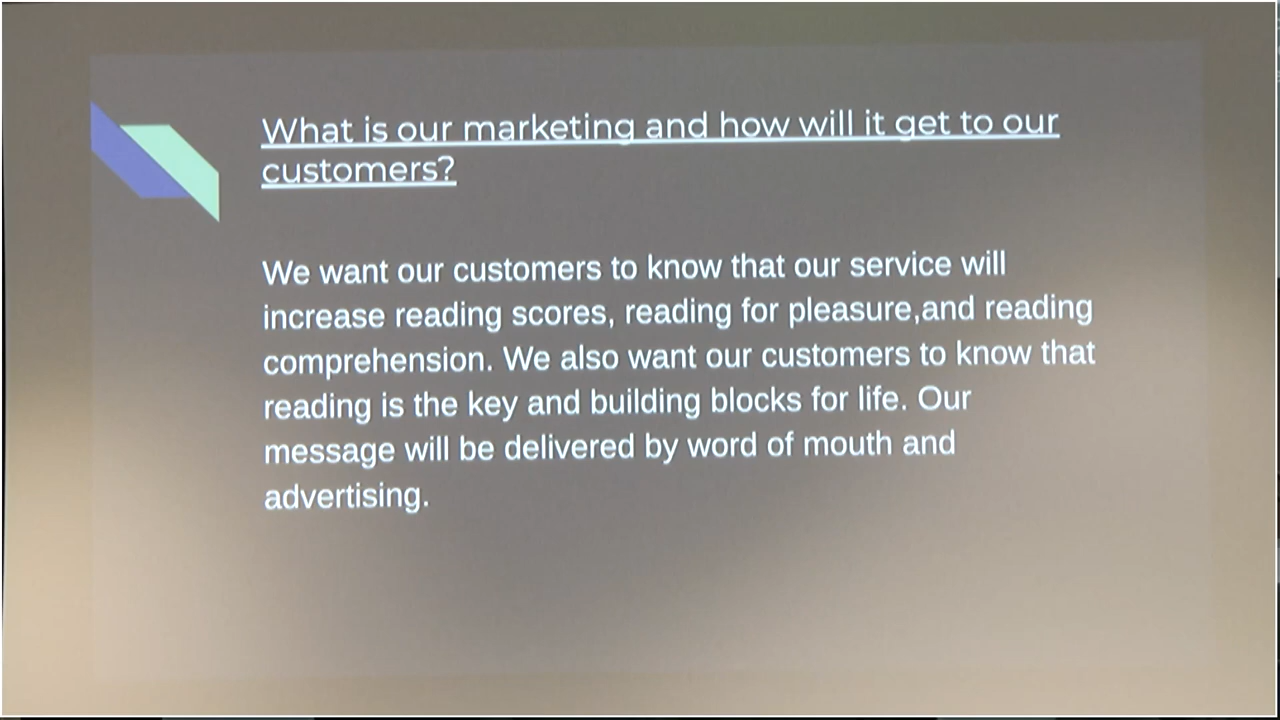 What is our marketing and how will it get to our
customers?
We want our customers to know that our service will
increase reading scores, reading for pleasure,and reading
comprehension. We also want our customers to know that
reading is the key and building blocks for life. Our
message will be delivered by word of mouth and
advertising.